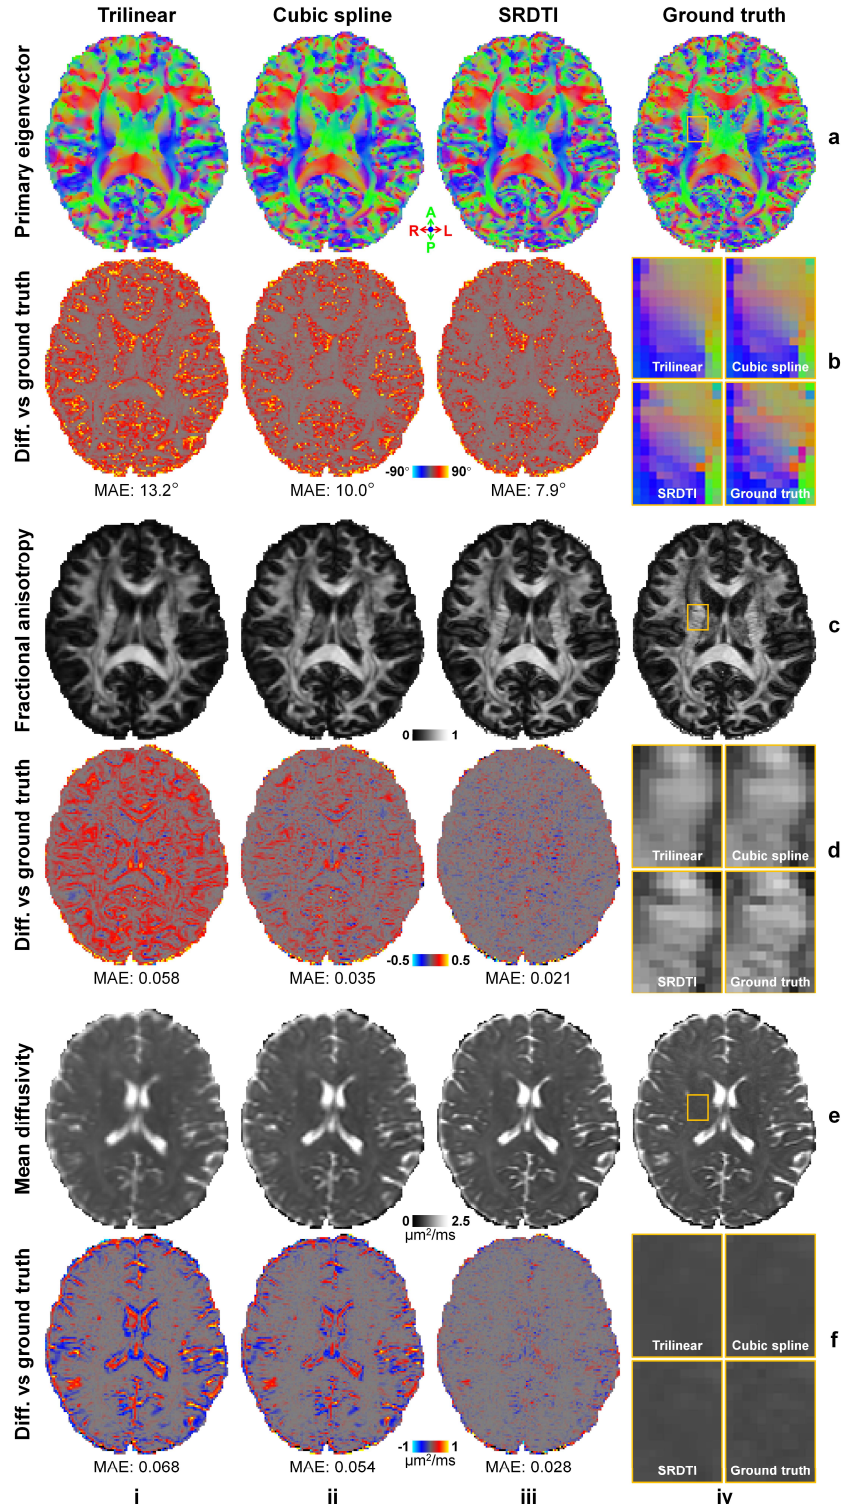 Trilinear
Cubic spline
SRDTI
Ground truth
Primary eigenvector
a
A
R L
P
Diff. vs ground truth
Trilinear
Cubic spline
b
-90° 90°
SRDTI
Ground truth
MAE: 13.2°
MAE: 10.0°
MAE: 7.9°
Fractional anisotropy
c
0 1
Diff. vs ground truth
Trilinear
Cubic spline
d
-0.5 0.5
SRDTI
Ground truth
MAE: 0.058
MAE: 0.035
MAE: 0.021
Mean diffusivity
e
0 2.5
µm²/ms
Diff. vs ground truth
Trilinear
Cubic spline
f
-1 1
µm²/ms
SRDTI
Ground truth
MAE: 0.068
MAE: 0.054
MAE: 0.028
i
ii
iii
iv